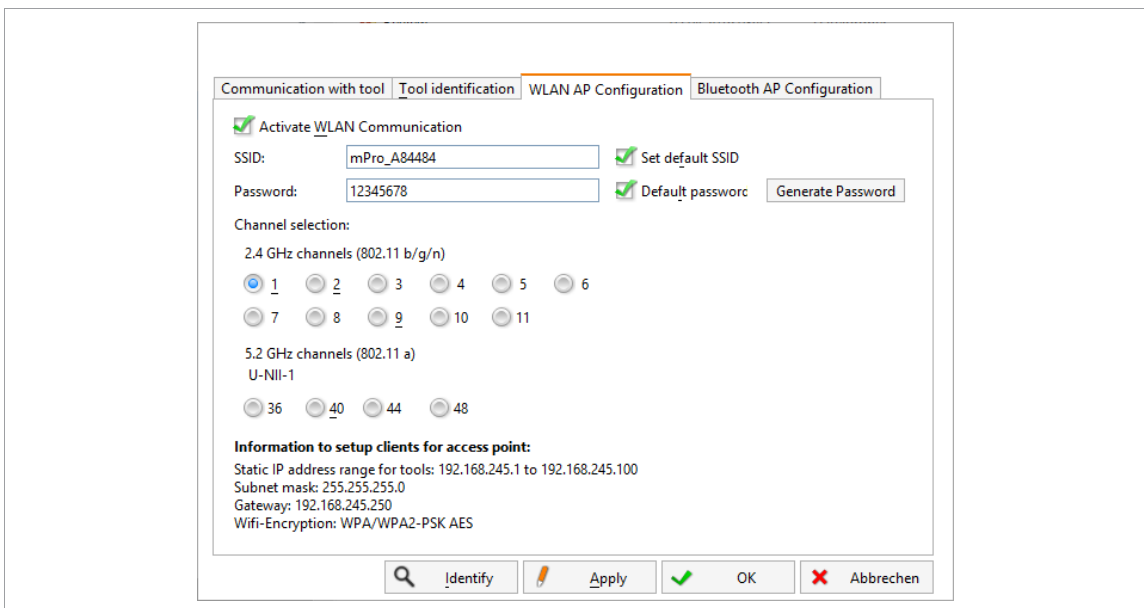 Communication with tool Tool identification WLAN AP Configuration Bluetooth AP Configuration
Activate WLAN Communication
SSID: mPro_A84484 Set default SSID
Password: 12345678 Default password Generate Password
Channel selection:
2.4 GHz channels (802.11 b/g/n)
1 2 3 4 5 6
7 8 9 10 11
5.2 GHz channels (802.11 a)
U-NII-1
36 40 44 48
Information to setup clients for access point:
Static IP address range for tools: 192.168.245.1 to 192.168.245.100
Subnet mask: 255.255.255.0
Gateway: 192.168.245.250
Wifi-Encryption: WPA/WPA2-PSK AES
Identify Apply OK Abbrechen